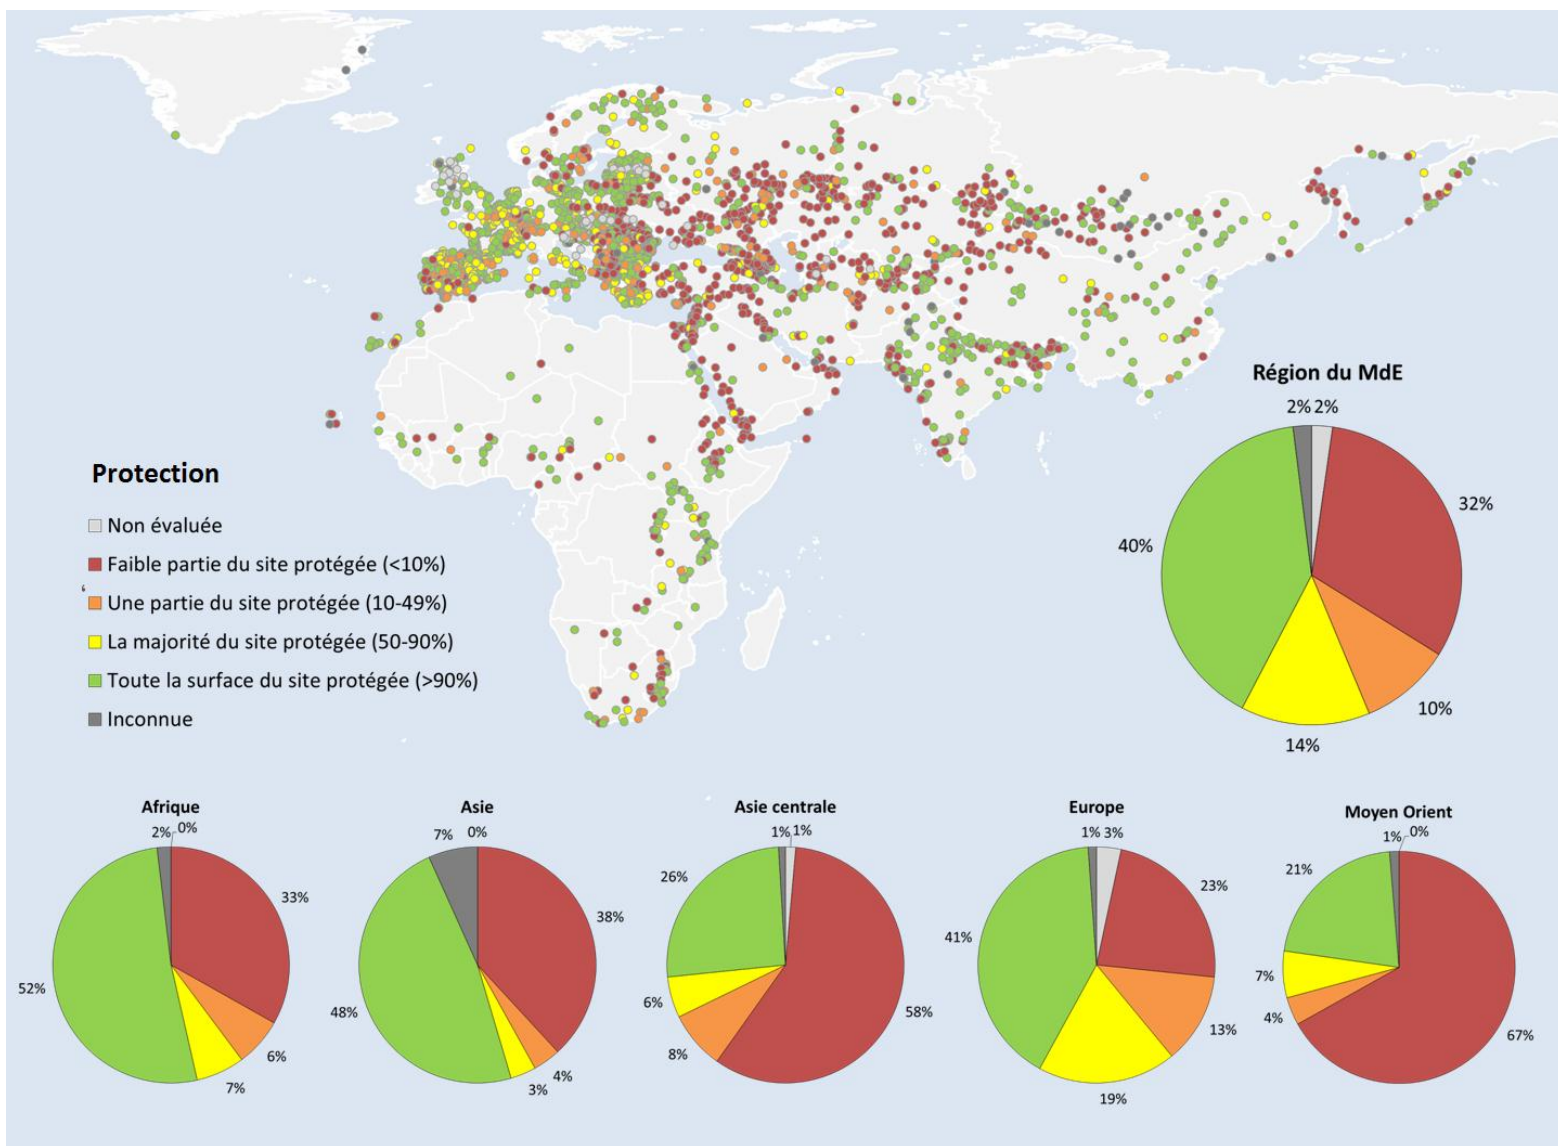 Région du MdE
2% 2%
32%
40%
10%
14%
Protection
Non évaluée
Faible partie du site protégée (<10%)
Une partie du site protégée (10-49%)
La majorité du site protégée (50-90%)
Toute la surface du site protégée (>90%)
Inconnue
Afrique
2% 0%
33%
52%
6%
7%
Asie
7% 0%
38%
48%
4%
3%
Asie centrale
1% 1%
26%
6%
58%
8%
Europe
1% 3%
23%
41%
13%
19%
Moyen Orient
1% 0%
21%
7%
4%
67%